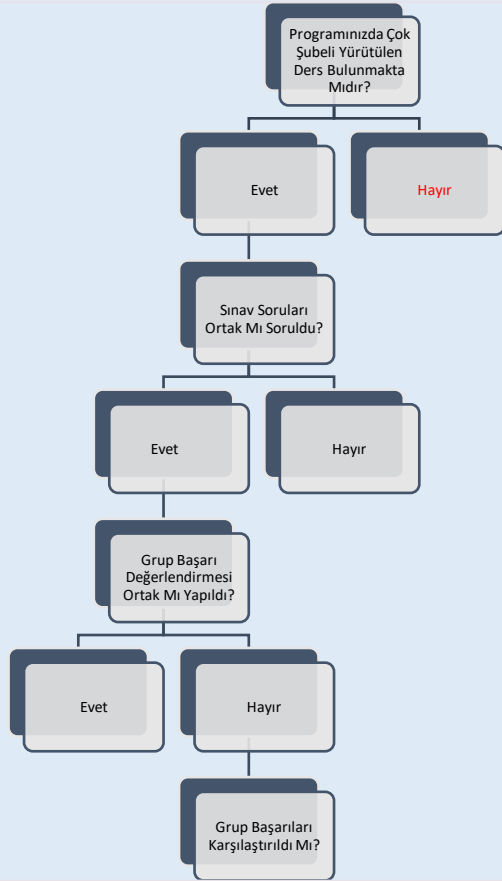 Programınızda Çok
Şubeli Yürütülen
Ders Bulunmakta
Mıdır?
Evet
Hayır
Sınav Soruları
Ortak Mı Soruldu?
Evet
Hayır
Grup Başarı
Değerlendirmesi
Ortak Mı Yapıldı?
Evet
Hayır
Grup Başarıları
Karşılaştırıldı Mı?